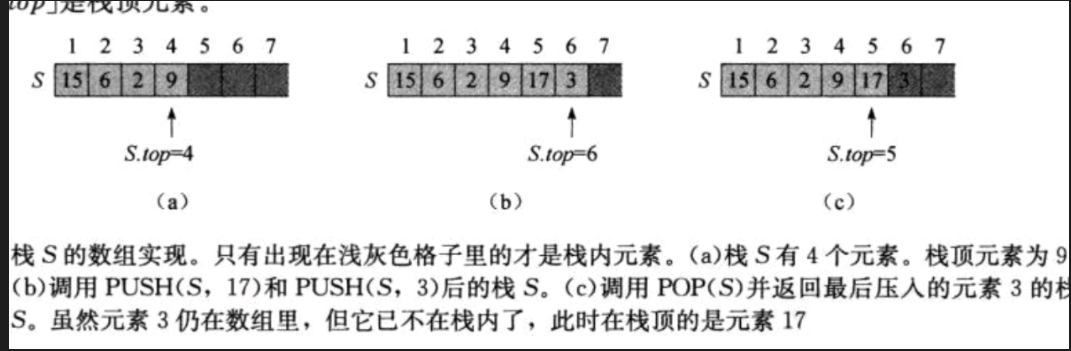 top]是栈顶元素。
1 2 3 4 5 6 7
S 15 6 2 9
S.top=4
(a)
1 2 3 4 5 6 7
S 15 6 2 9 17 3
S.top=6
(b)
1 2 3 4 5 6 7
S 15 6 2 9 17 3
S.top=5
(c)
栈 S 的数组实现。只有出现在浅灰色格子里的才是栈内元素。(a)栈 S 有 4 个元素。栈顶元素为 9
(b)调用 PUSH(S，17)和 PUSH(S，3)后的栈 S。(c)调用 POP(S)并返回最后压入的元素 3 的栈
S。虽然元素 3 仍在数组里，但它已不在栈内了，此时在栈顶的是元素 17